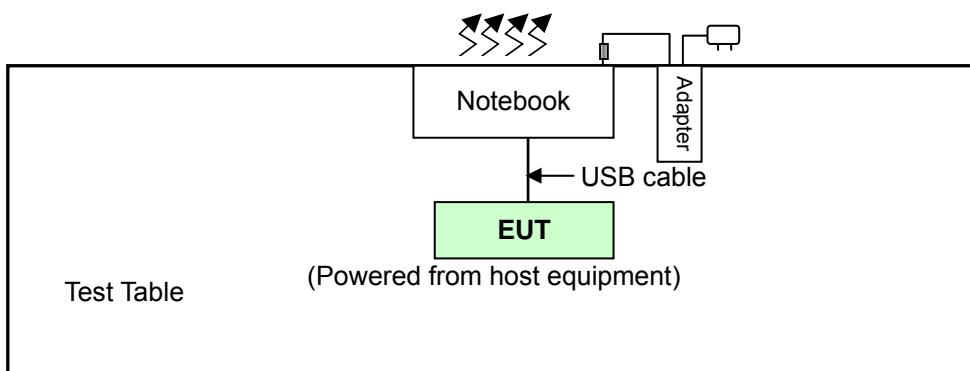 Notebook
Adapter
USB cable
EUT
(Powered from host equipment)
Test Table